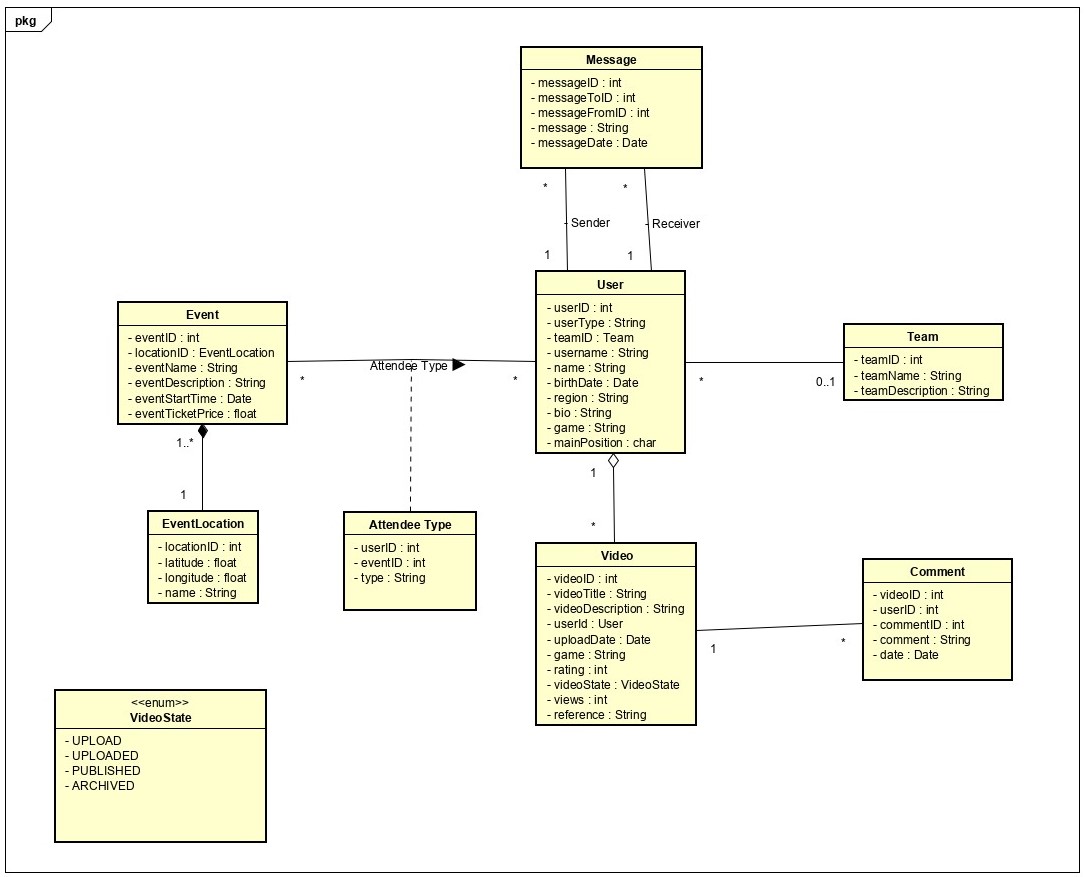 pkg
Message
- messageID : int
- messageToID : int
- messageFromID : int
- message : String
- messageDate : Date
*
*
- Sender
- Receiver
1
1
User
- userID : int
- userType : String
- teamID : Team
- username : String
- name : String
- birthDate : Date
- region : String
- bio : String
- game : String
- mainPosition : char
Event
- eventID : int
- locationID : EventLocation
- eventName : String
- eventDescription : String
- eventStartTime : Date
- eventTicketPrice : float
Attendee Type
*
*
Team
- teamID : int
- teamName : String
- teamDescription : String
*
0..1
1..*
1
EventLocation
- locationID : int
- latitude : float
- longitude : float
- name : String
Attendee Type
- userID : int
- eventID : int
- type : String
1
*
Video
- videoID : int
- videoTitle : String
- videoDescription : String
- userId : User
- uploadDate : Date
- game : String
- rating : int
- videoState : VideoState
- views : int
- reference : String
1
*
Comment
- videoID : int
- userID : int
- commentID : int
- comment : String
- date : Date
<<enum>>
VideoState
- UPLOAD
- UPLOADED
- PUBLISHED
- ARCHIVED